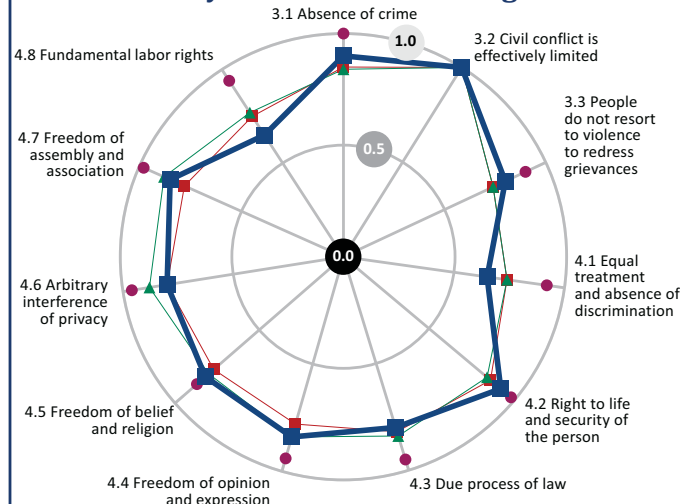 3.1 Absence of crime
1.0
3.2 Civil conflict is
effectively limited
4.8 Fundamental labor rights
3.3 People
do not resort
to violence
to redress
grievances
0.5
4.7 Freedom of
assembly and
association
0.0
4.1 Equal
treatment
and absence of
discrimination
4.6 Arbitrary
interference
of privacy
4.2 Right to life
and security of
the person
4.5 Freedom of belief
and religion
4.3 Due process of law
4.4 Freedom of opinion
and expression